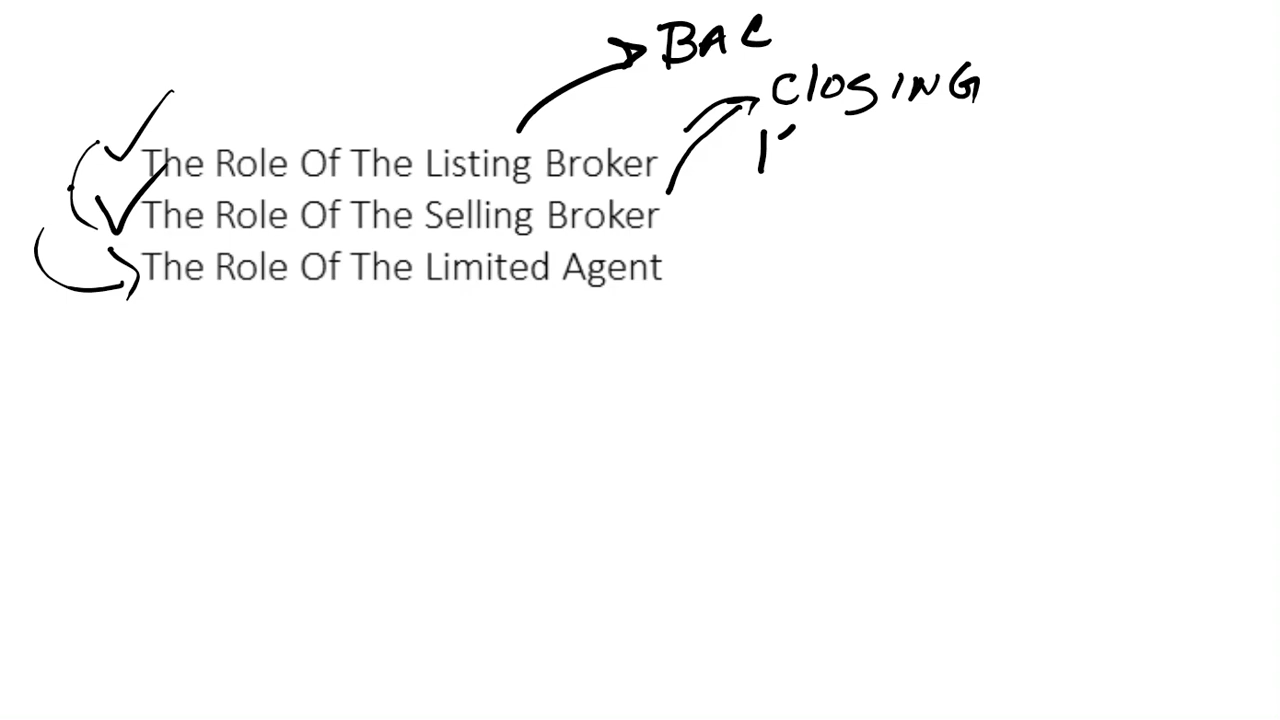 BAC
ClOSING
The Role Of The Listing Broker
The Role Of The Selling Broker
The Role Of The Limited Agent